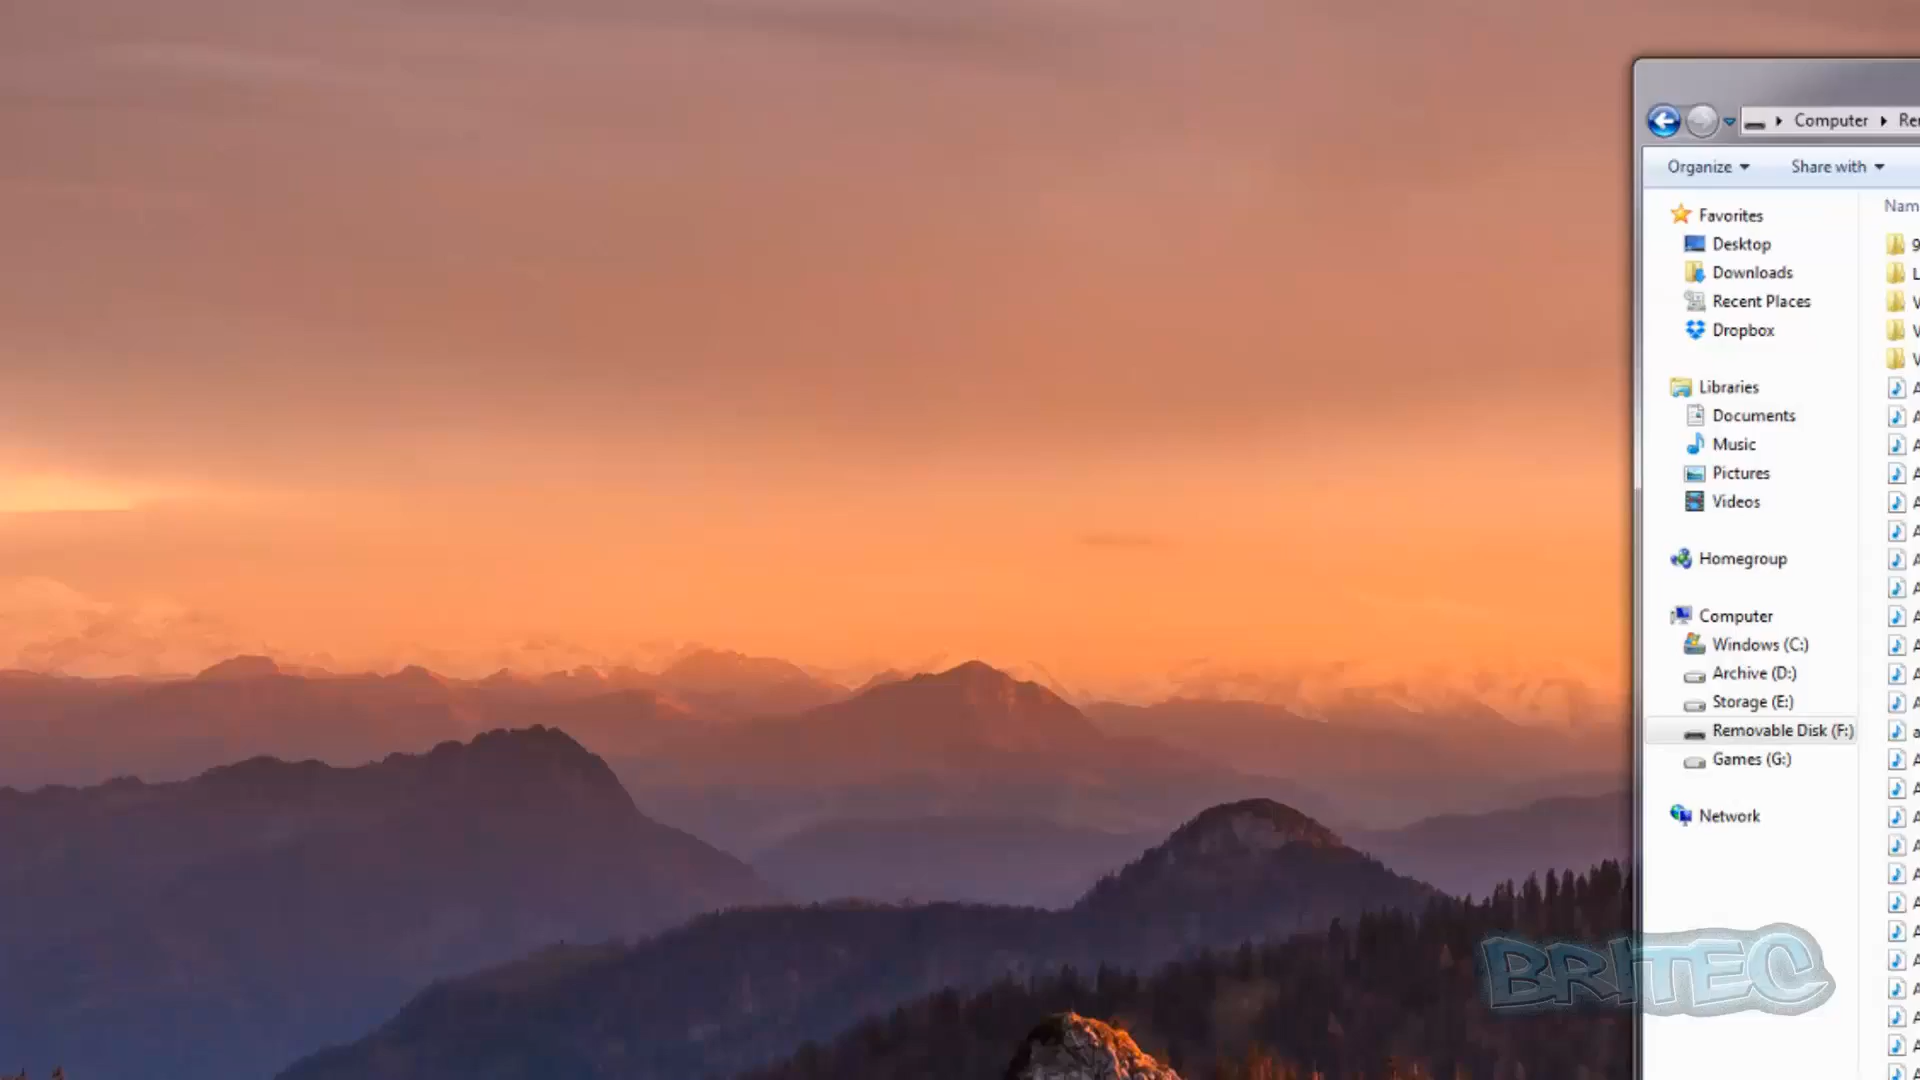 Computer
Organize
Share with
Favorites
Desktop
Downloads
Recent Places
Dropbox
Libraries
Documents
Music
Pictures
Videos
Homegroup
Computer
Windows (C:)
Archive (D:)
Storage (E:)
Removable Disk (F:)
Games (G:)
Network
BRITEC